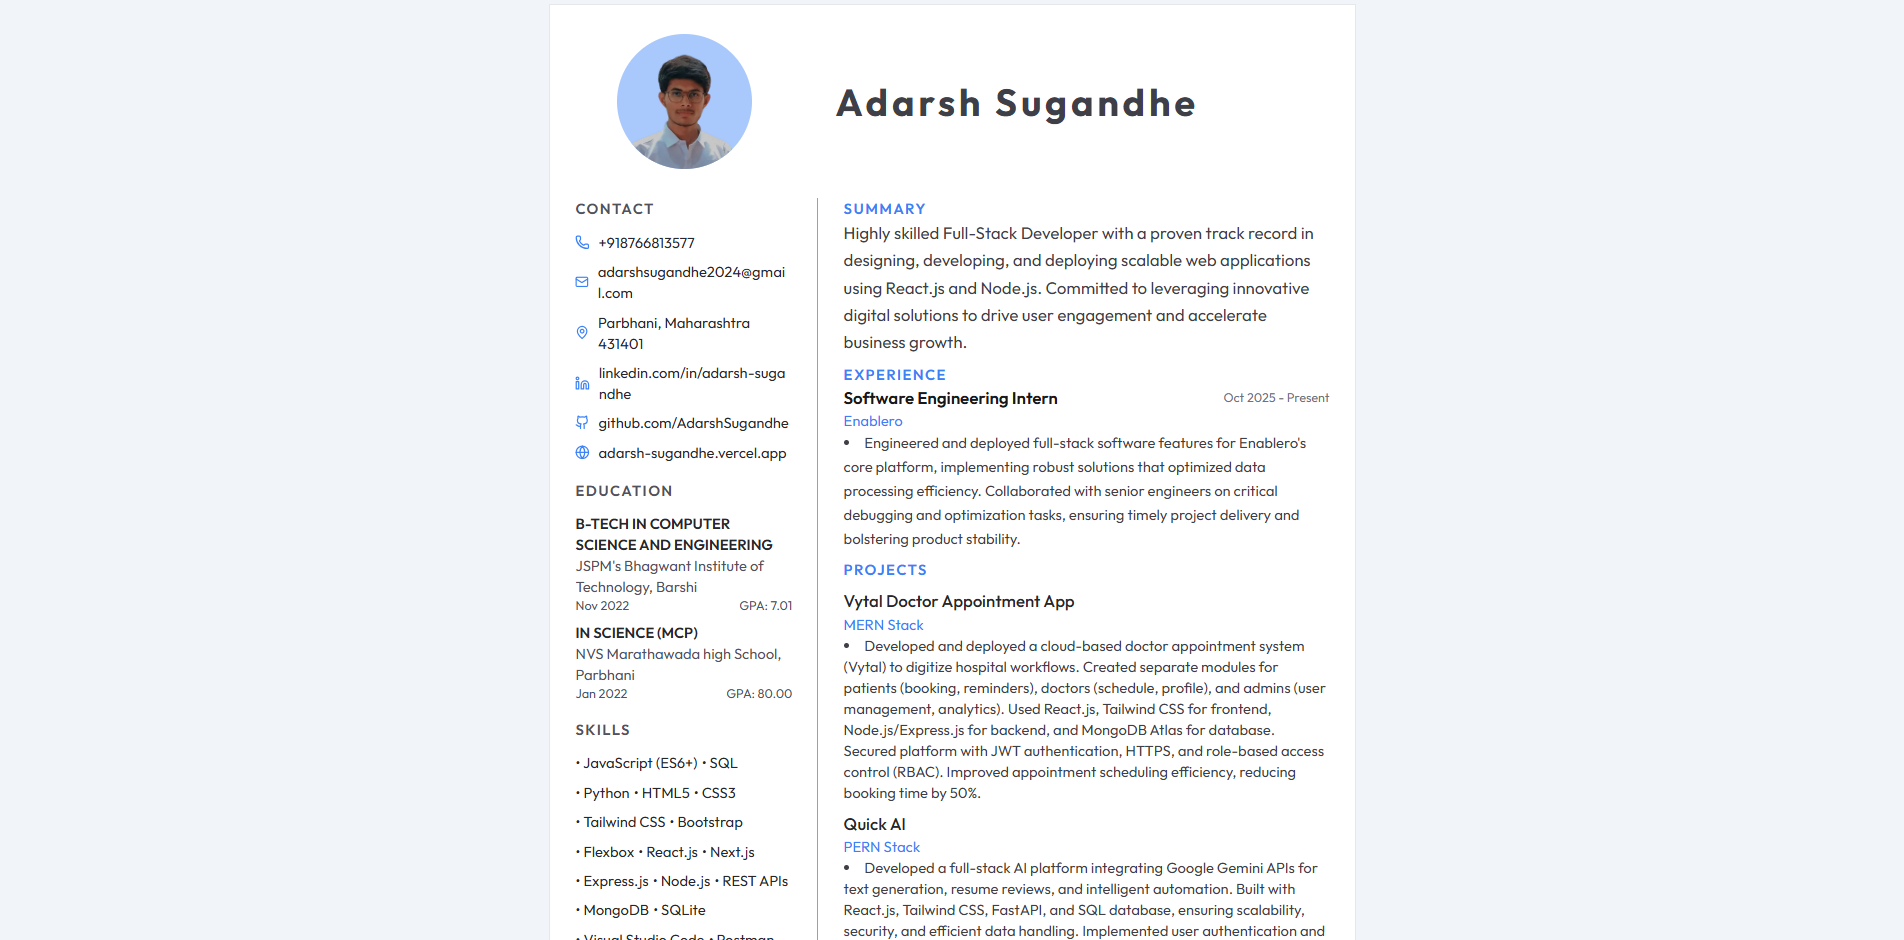 Adarsh Sugandhe
CONTACT
+918766813577
adarshsugandhe2024@gmai
l.com
Parbhani, Maharashtra
431401
linkedin.com/in/adarsh-suga
ndhe
github.com/AdarshSugandhe
adarsh-sugandhe.vercel.app
EDUCATION
B-TECH IN COMPUTER
SCIENCE AND ENGINEERING
JSPM's Bhagwant Institute of
Technology, Barshi
Nov 2022 GPA: 7.01
IN SCIENCE (MCP)
NVS Marathawada high School,
Parbhani
Jan 2022 GPA: 80.00
SKILLS
• JavaScript (ES6+) • SQL
• Python • HTML5 • CSS3
• Tailwind CSS • Bootstrap
• Flexbox • React.js • Next.js
• Express.js • Node.js • REST APIs
• MongoDB • SQLite
• Visual Studio Code • Postman
SUMMARY
Highly skilled Full-Stack Developer with a proven track record in
designing, developing, and deploying scalable web applications
using React.js and Node.js. Committed to leveraging innovative
digital solutions to drive user engagement and accelerate
business growth.
EXPERIENCE
Software Engineering Intern Oct 2025 - Present
Enablero
• Engineered and deployed full-stack software features for Enablero's
core platform, implementing robust solutions that optimized data
processing efficiency. Collaborated with senior engineers on critical
debugging and optimization tasks, ensuring timely project delivery and
bolstering product stability.
PROJECTS
Vytal Doctor Appointment App
MERN Stack
• Developed and deployed a cloud-based doctor appointment system
(Vytal) to digitize hospital workflows. Created separate modules for
patients (booking, reminders), doctors (schedule, profile), and admins (user
management, analytics). Used React.js, Tailwind CSS for frontend,
Node.js/Express.js for backend, and MongoDB Atlas for database.
Secured platform with JWT authentication, HTTPS, and role-based access
control (RBAC). Improved appointment scheduling efficiency, reducing
booking time by 50%.
Quick AI
PERN Stack
• Developed a full-stack AI platform integrating Google Gemini APIs for
text generation, resume reviews, and intelligent automation. Built with
React.js, Tailwind CSS, FastAPI, and SQL database, ensuring scalability,
security, and efficient data handling. Implemented user authentication and